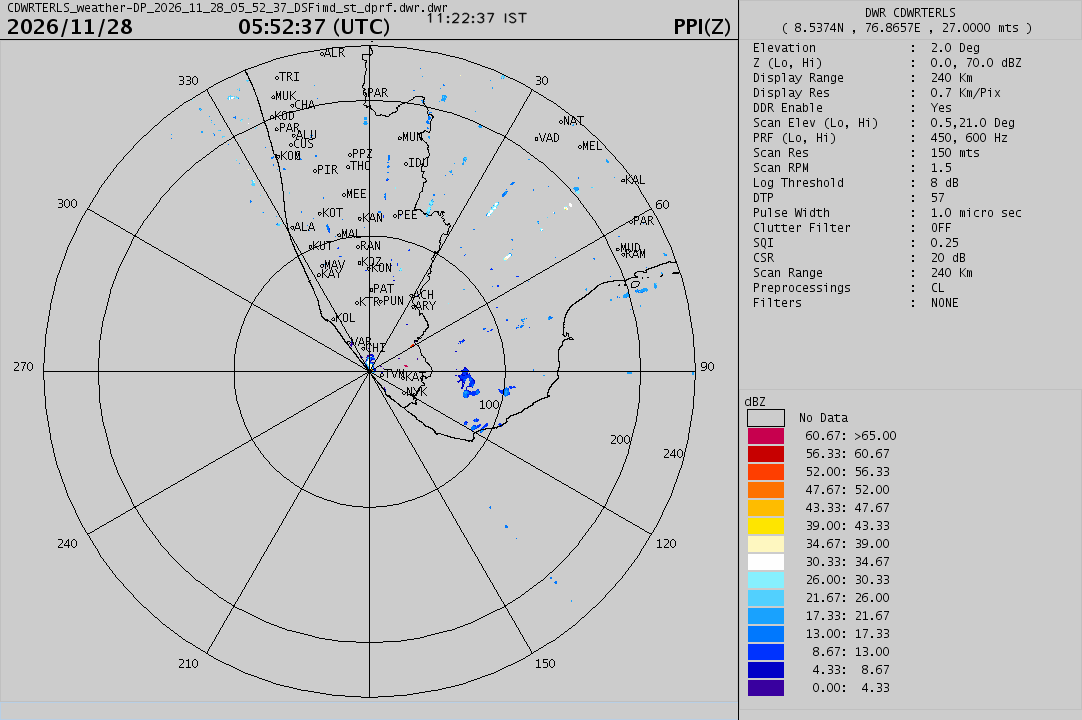 CDWRTERLS_weather-DP_2026_11_28_05_52_37_DSFimd_st_dprf.dwr.dwr
2026/11/28 05:52:37 (UTC) 11:22:37 IST PPI(Z)
ALR
TRI
330
30
MUK
PAR
CHA
KOD
NAT
PAR
ALU
MUN
VAD
CUS
MEL
KOM
PPZ
THO
IDU
PIR
KAL
MEE
300
60
KOT
KAN
PEE
PAR
ALA
MAL
KUT
RAN
MUD
RAM
MAV
KOZ
KON
KAY
PAT
ACH
KTR
PUN
ARY
KOL
VAR
CHI
270
90
TVM
KAT
NYK
100
200
240
240
120
210
150
DWR CDWRTERLS
( 8.5374N , 76.8657E , 27.0000 mts )
Elevation : 2.0 Deg
Z (Lo, Hi) : 0.0, 70.0 dBZ
Display Range : 240 Km
Display Res : 0.7 Km/Pix
DDR Enable : Yes
Scan Elev (Lo, Hi) : 0.5,21.0 Deg
PRF (Lo, Hi) : 450, 600 Hz
Scan Res : 150 mts
Scan RPM : 1.5
Log Threshold : 8 dB
DTP : 57
Pulse Width : 1.0 micro sec
Clutter Filter : OFF
SQI : 0.25
CSR : 20 dB
Scan Range : 240 Km
Preprocessings : CL
Filters : NONE
dBZ
No Data
60.67: >65.00
56.33: 60.67
52.00: 56.33
47.67: 52.00
43.33: 47.67
39.00: 43.33
34.67: 39.00
30.33: 34.67
26.00: 30.33
21.67: 26.00
17.33: 21.67
13.00: 17.33
8.67: 13.00
4.33: 8.67
0.00: 4.33